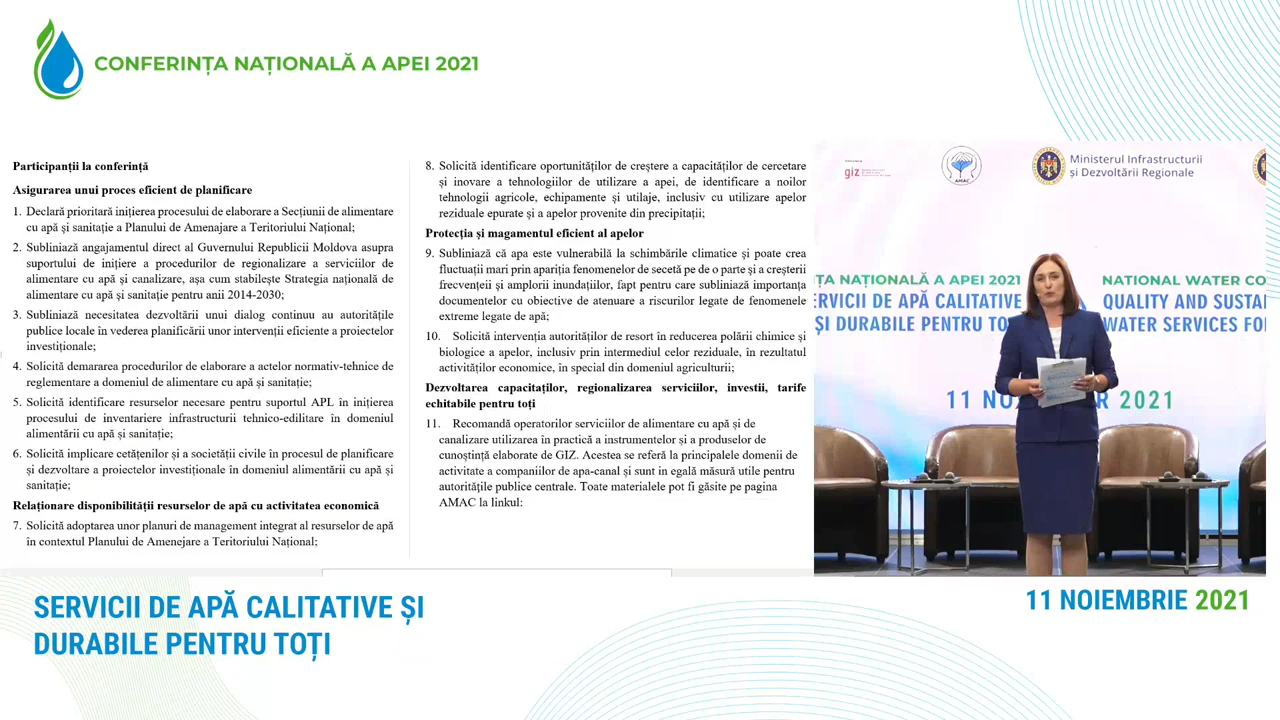 CONFERINȚA NAȚIONALĂ A APEI 2021
Participanții la conferință
Asigurarea unui proces eficient de planificare
1. Declară prioritară inițierea procesului de elaborare a Secțiunii de alimentare
cu apă și sanitație a Planului de Amenajare a Teritoriului Național;
2. Subliniază angajamentul direct al Guvernului Republicii Moldova asupra
suportului de inițiere a procedurilor de regionalizare a serviciilor de
alimentare cu apă și canalizare, așa cum stabilește Strategia națională de
alimentare cu apă și sanitație pentru anii 2014-2030;
3. Subliniază necesitatea dezvoltării unui dialog continuu au autoritățile
publice locale în vederea planificării unor intervenții eficiente a proiectelor
investiționale;
4. Solicită demararea procedurilor de elaborare a actelor normativ-tehnice de
reglementare a domeniul de alimentare cu apă și sanitație;
5. Solicită identificare resurselor necesare pentru suportul APL în inițierea
procesului de inventariere infrastructurii tehnico-edilitare în domeniul
alimentării cu apă și sanitație;
6. Solicită implicare cetățenilor și a societății civile în procesul de planificare
și dezvoltare a proiectelor investiționale în domeniul alimentării cu apă și
sanitație;
Relaționare disponibilității resurselor de apă cu activitatea economică
7. Solicită adoptarea unor planuri de management integrat al resurselor de apă
în contextul Planului de Amenejare a Teritoriului Național;
8. Solicită identificare oportunităților de creștere a capacităților de cercetare
și inovare a tehnologiilor de utilizare a apei, de identificare a noilor
tehnologii agricole, echipamente și utilaje, inclusiv cu utilizare apelor
reziduale epurate și a apelor provenite din precipitații;
Protecția și magamentul eficient al apelor
9. Subliniază că apa este vulnerabilă la schimbările climatice și poate crea
fluctuații mari prin apariția fenomenelor de secetă pe de o parte și a creșterii
frecvenței și amplorii inundațiilor, fapt pentru care subliniază importanța
documentelor cu obiective de atenuare a riscurilor legate de fenomenele
extreme legate de apă;
10. Solicită intervenția autorităților de resort în reducerea polării chimice și
biologice a apelor, inclusiv prin intermediul celor reziduale, în rezultatul
activităților economice, în special din domeniul agriculturii;
Dezvoltarea capacităților, regionalizarea serviciilor, investii, tarife
echitabile pentru toți
11. Recomandă operatorilor serviciilor de alimentare cu apă și de
canalizare utilizarea în practică a instrumentelor și a produselor de
cunoștință elaborate de GIZ. Acestea se referă la principalele domenii de
activitate a companiilor de apa-canal și sunt in egală măsură utile pentru
autoritățile publice centrale. Toate materialele pot fi găsite pe pagina
AMAC la linkul:
giz
AMAC
Ministerul Infrastructurii
și Dezvoltării Regionale
ȚA NAȚIONALĂ A APEI 2021
ERVICII DE APĂ CALITATIVE
ȘI DURABILE PENTRU TOȚ
NATIONAL WATER CO
QUALITY AND SUSTAI
WATER SERVICES FO
11 NO
R 2021
SERVICII DE APĂ CALITATIVE ȘI
DURABILE PENTRU TOȚI
11 NOIEMBRIE 2021